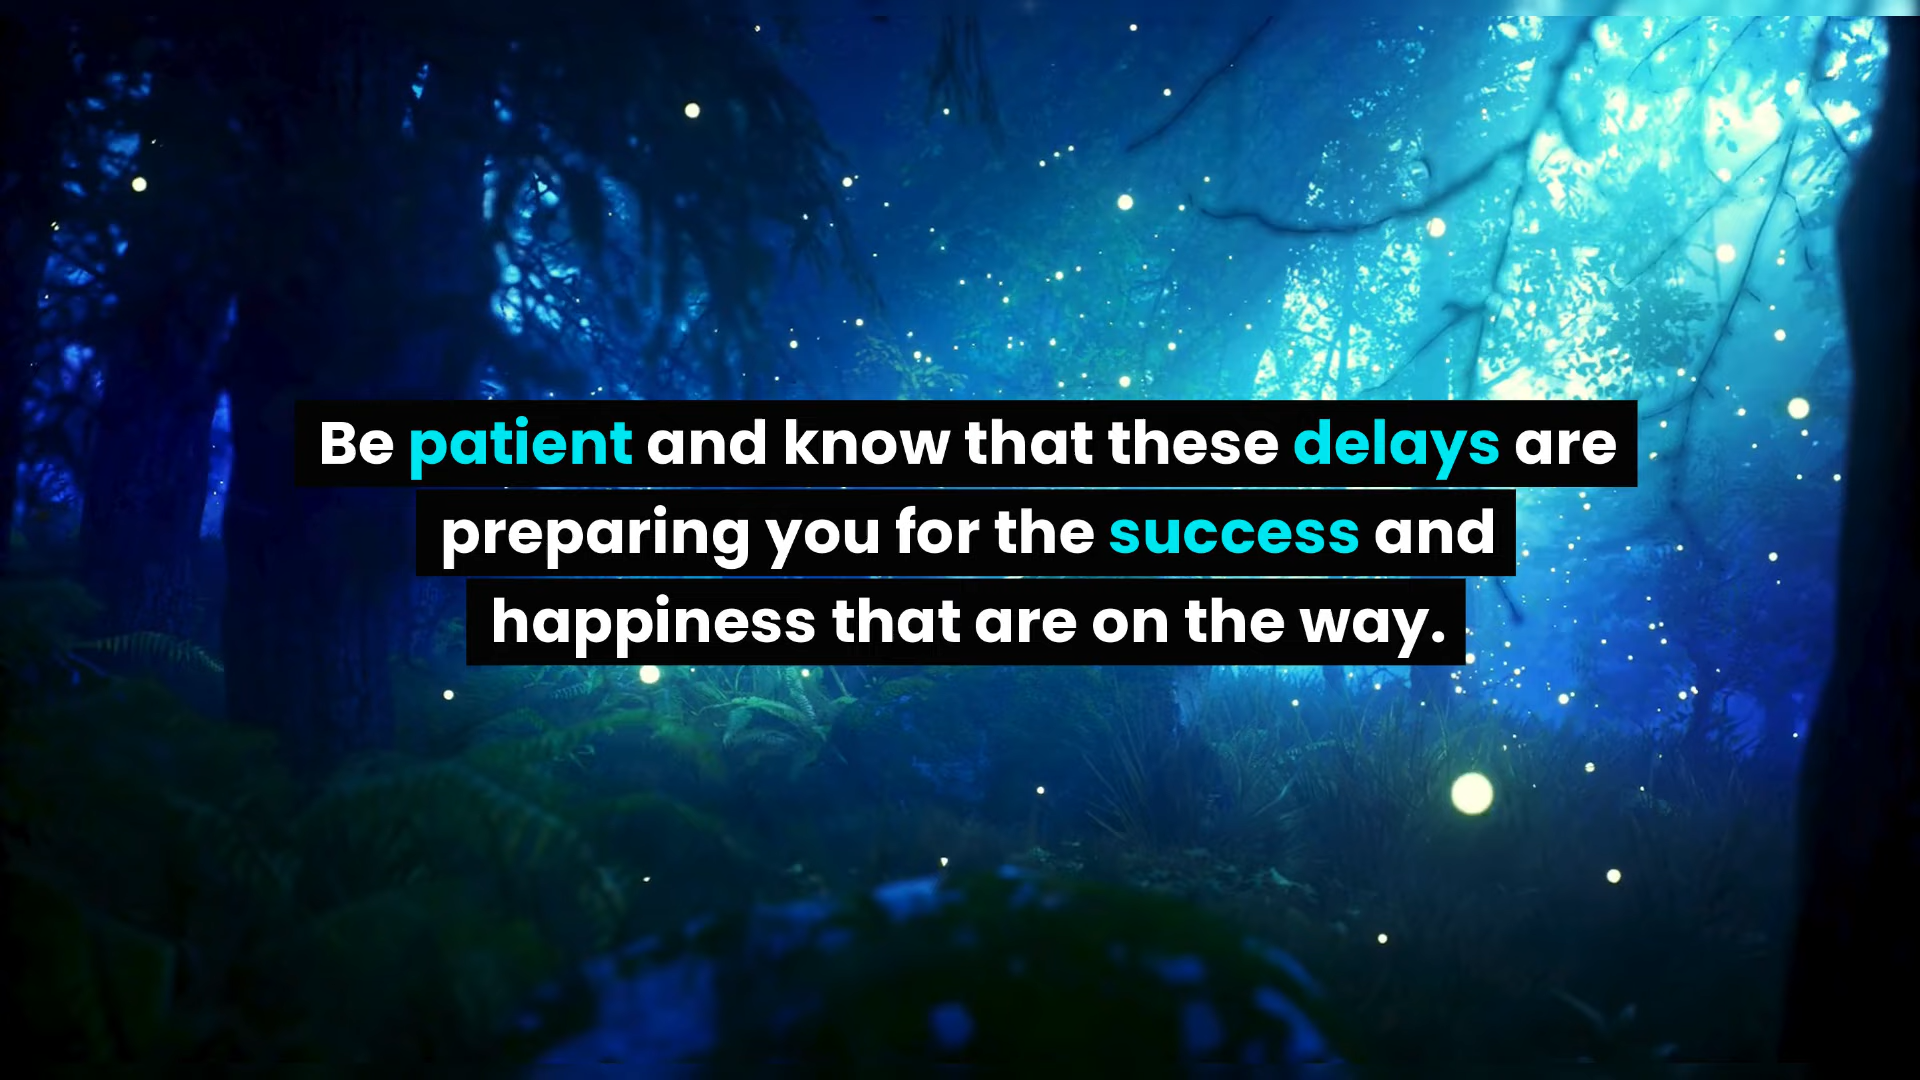 Be patient and know that these delays are
preparing you for the success and
happiness that are on the way.